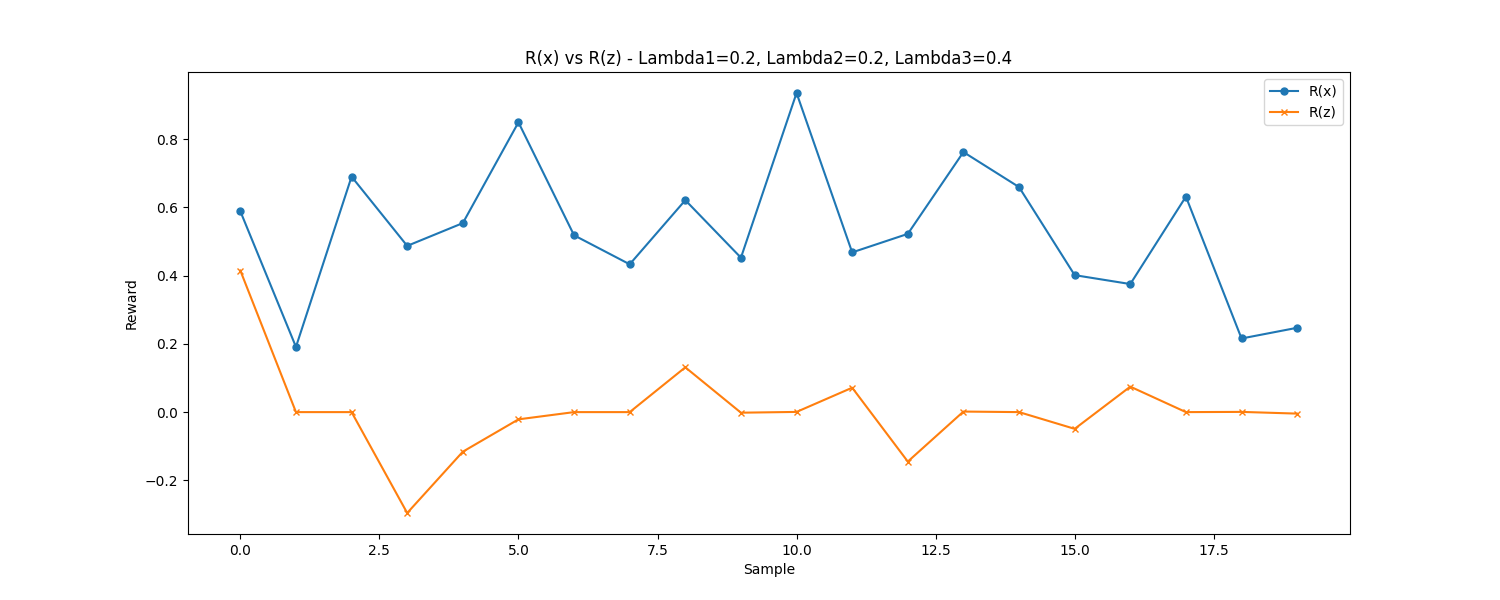 R(x) vs R(z) - Lambda1=0.2, Lambda2=0.2, Lambda3=0.4
R(x)
R(z)
0.8
0.6
0.4
0.2
0.0
−0.2
Reward
0.0 2.5 5.0 7.5 10.0 12.5 15.0 17.5
Sample